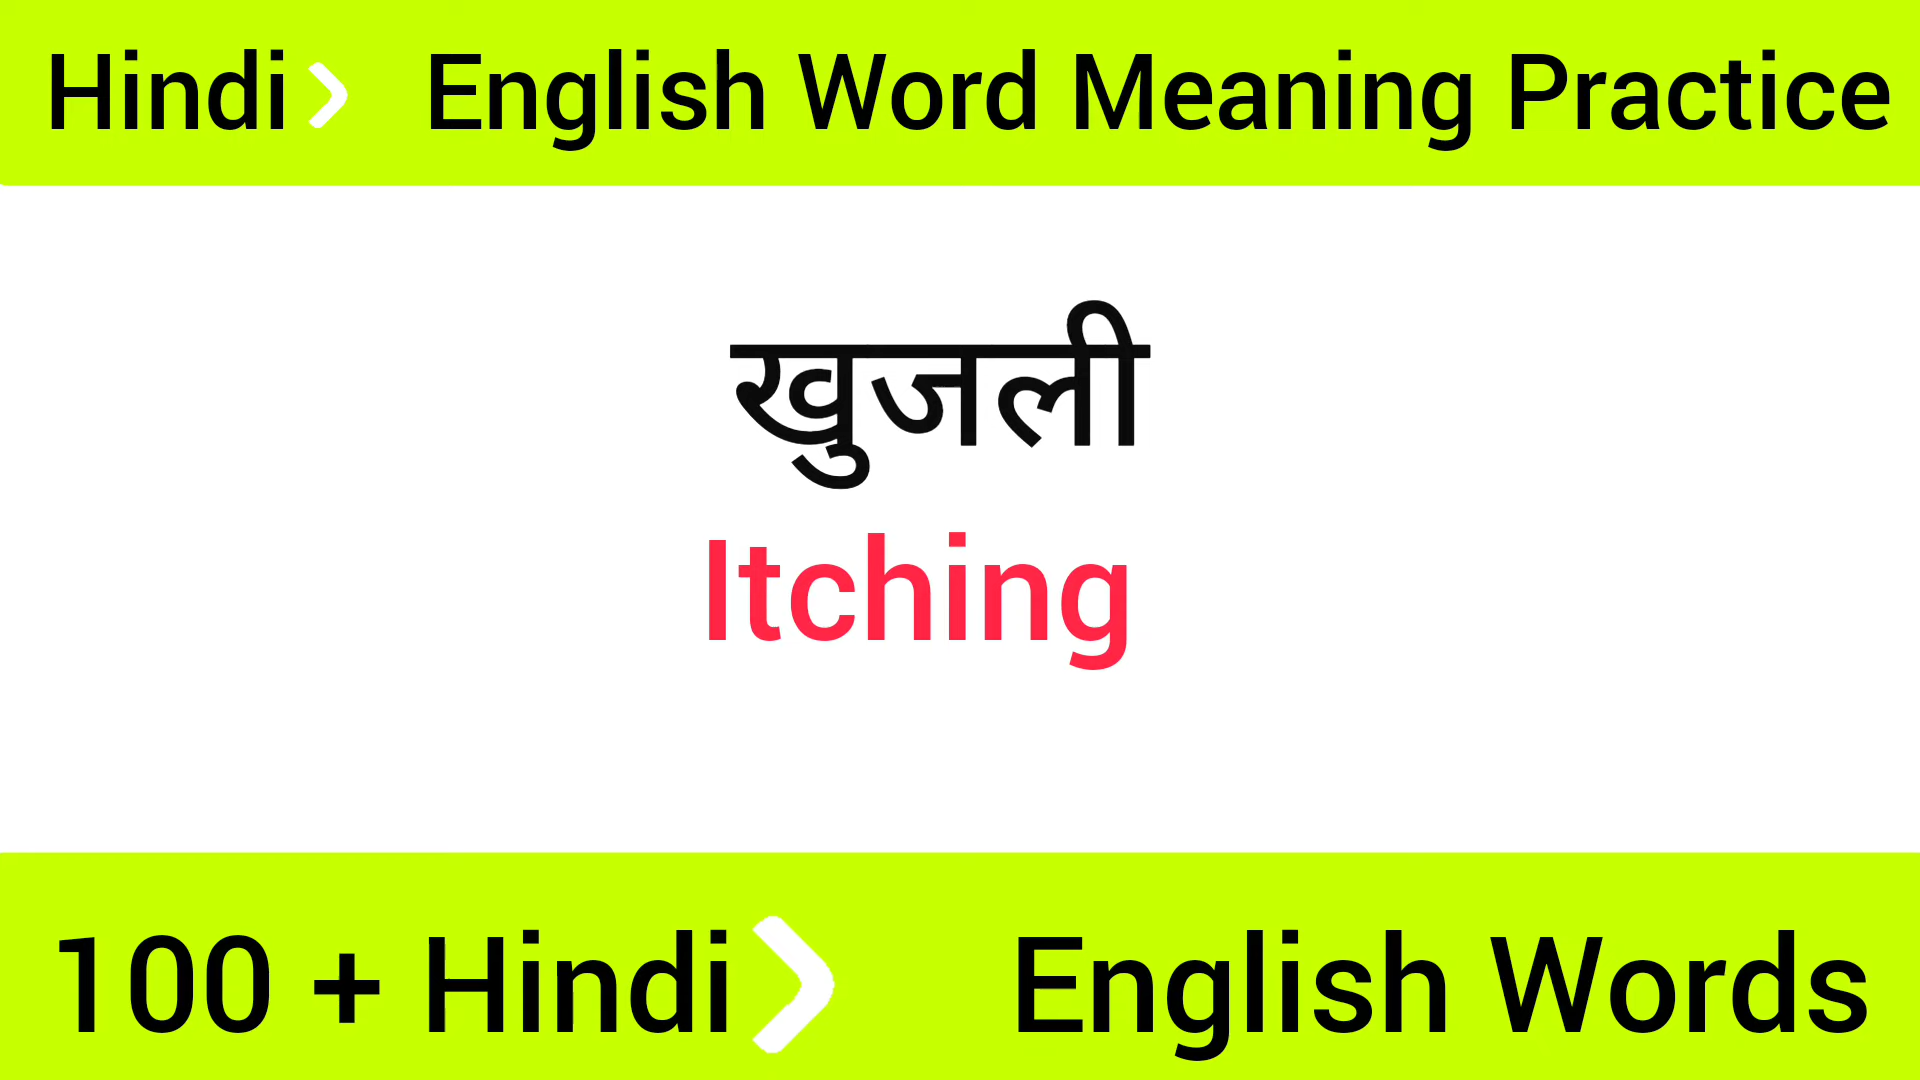 Hindi > English Word Meaning Practice
खुजली
Itching
100 + Hindi > English Words